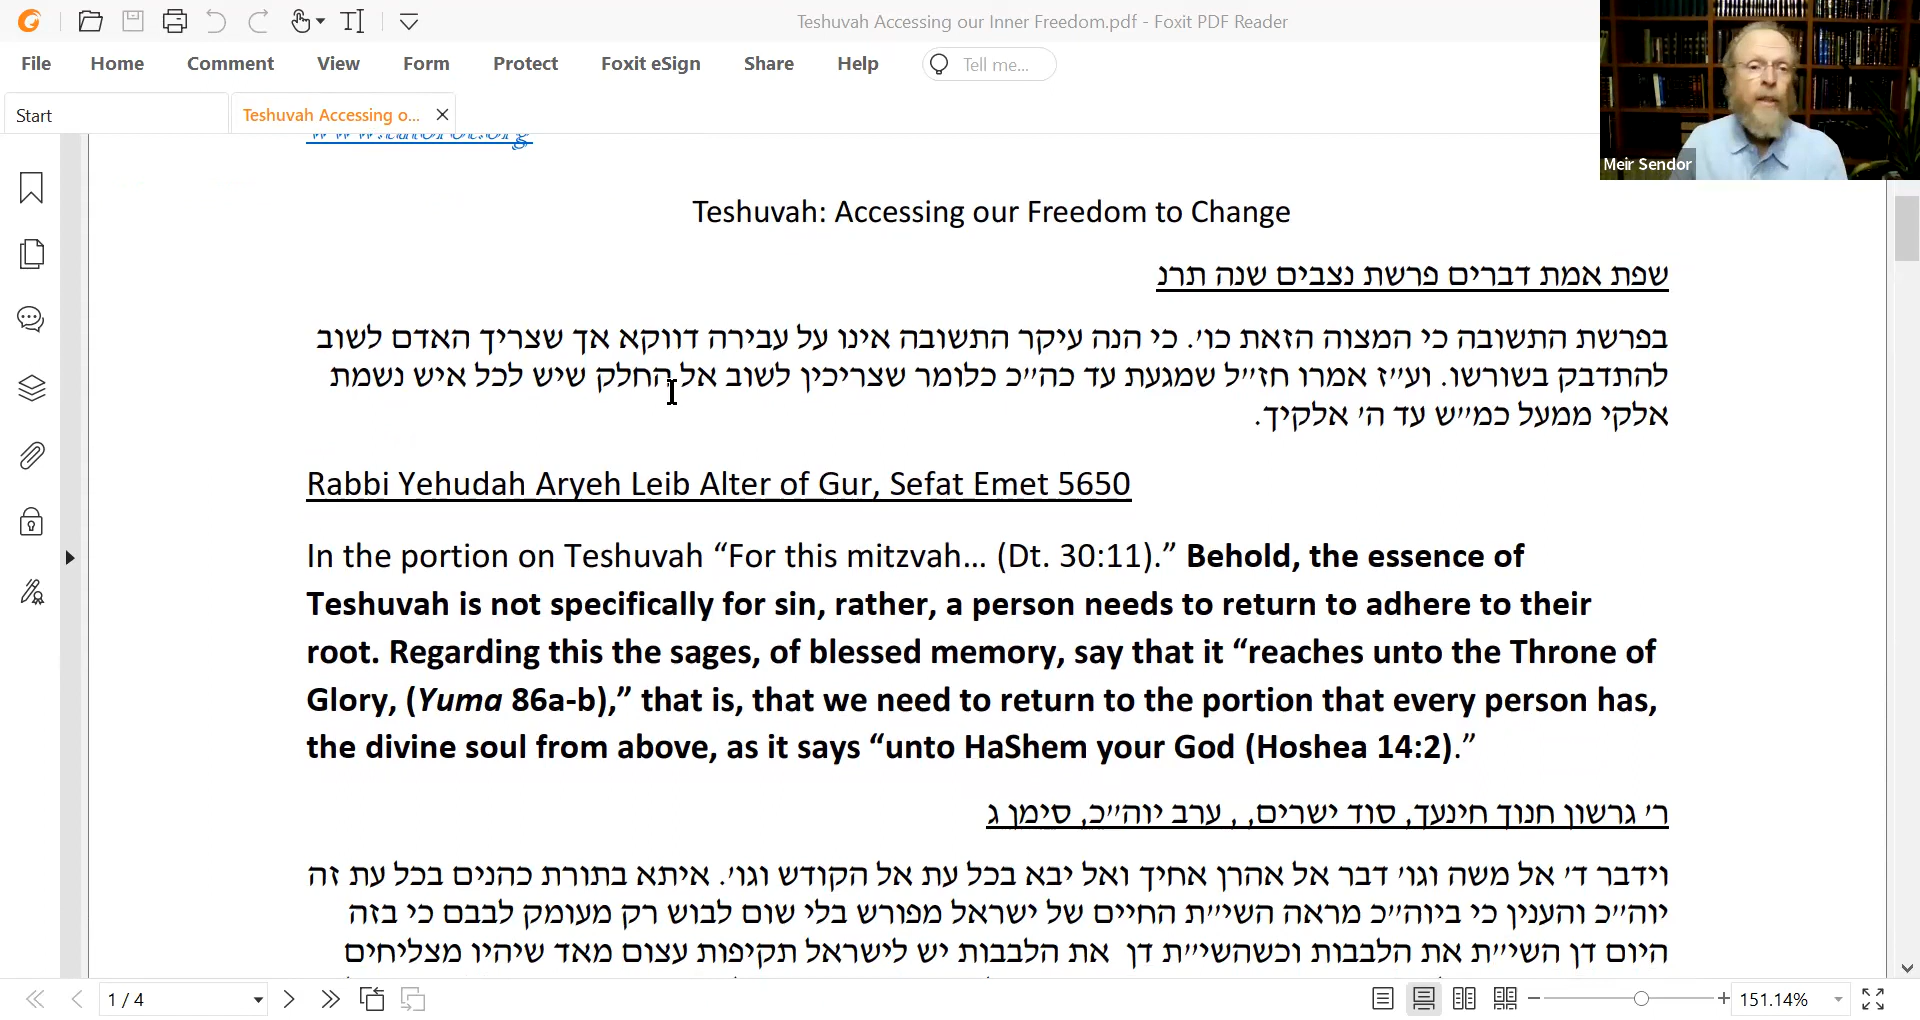 Teshuvah Accessing our Inner Freedom.pdf - Foxit PDF Reader
File Home Comment View Form Protect Foxit eSign Share Help Tell me...
Start Teshuvah Accessing o...
Meir Sendor
Teshuvah: Accessing our Freedom to Change
שפת אמת דברים פרשת נצבים שנה תרנ
בפרשת התשובה כי המצוה הזאת כו׳. כי הנה עיקר התשובה אינו על עבירה דווקא אך שצריך האדם לשוב
להתדבק בשורשו. וע״ז אמרו חז״ל שמגעת עד כה״כ כלומר שצריכין לשוב אל החלק שיש לכל איש נשמת
אלקי ממעל כמ״ש עד ה׳ אלקיך.
Rabbi Yehudah Aryeh Leib Alter of Gur, Sefat Emet 5650
In the portion on Teshuvah “For this mitzvah… (Dt. 30:11).” Behold, the essence of
Teshuvah is not specifically for sin, rather, a person needs to return to adhere to their
root. Regarding this the sages, of blessed memory, say that it “reaches unto the Throne of
Glory, (Yuma 86a-b),” that is, that we need to return to the portion that every person has,
the divine soul from above, as it says “unto HaShem your God (Hoshea 14:2).”
ר׳ גרשון חנוך חינעך, סוד ישרים, , ערב יוה״כ, סימן ג
וידבר ד׳ אל משה וגו׳ דבר אל אהרן אחיך ואל יבא בכל עת אל הקודש וגו׳. איתא בתורת כהנים בכל עת זה
יוה״כ והענין כי ביוה״כ מראה השי״ת החיים של ישראל מפורש בלי שום לבוש רק מעומק לבבם כי בזה
היום דן השי״ת את הלבבות וכשהשי״ת דן את הלבבות יש לישראל תקיפות עצום מאד שיהיו מצליחים
1 / 4 151.14%